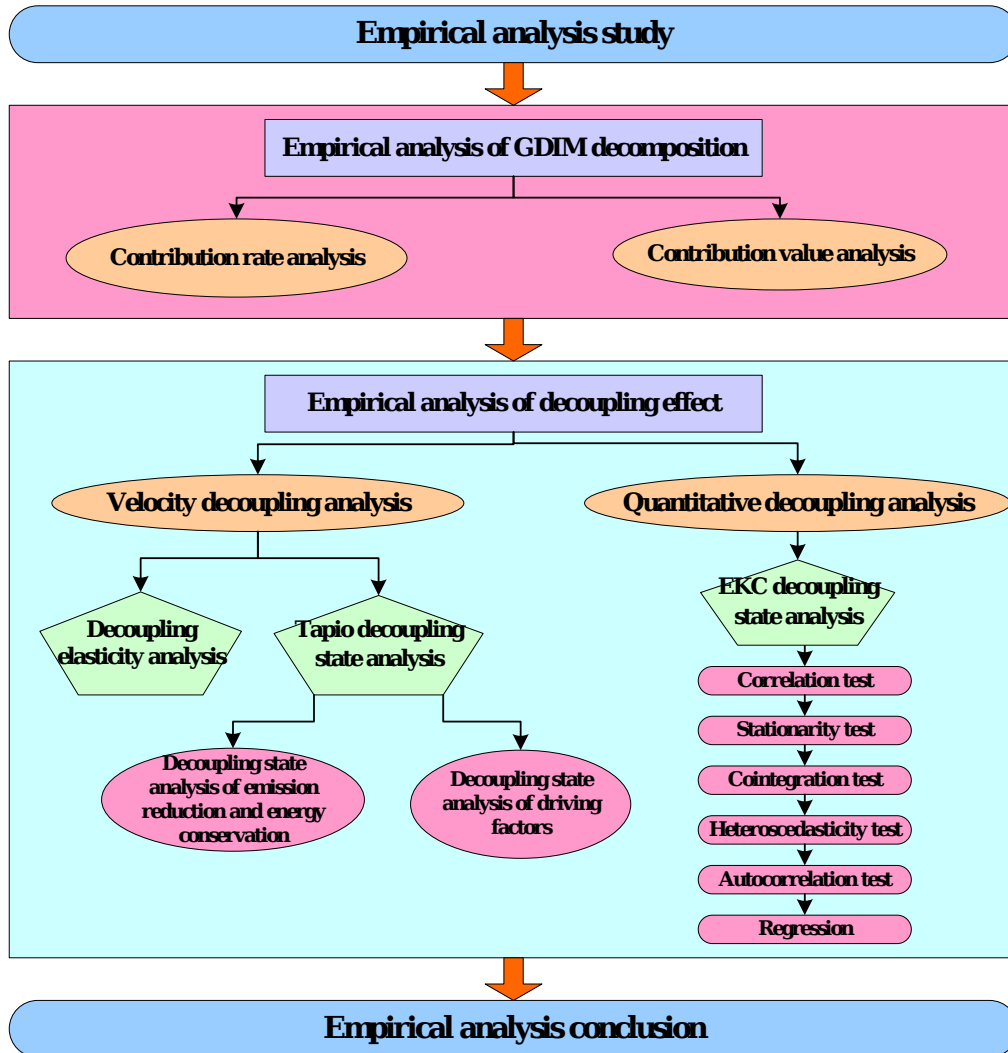 Empirical analysis study
Empirical analysis of GDIM decomposition
Contribution rate analysis
Contribution value analysis
Empirical analysis of decoupling effect
Velocity decoupling analysis
Quantitative decoupling analysis
Decoupling
elasticity analysis
Tapio decoupling
state analysis
EKC decoupling
state analysis
Decoupling state
analysis of emission
reduction and energy
conservation
Decoupling state
analysis of driving
factors
Correlation test
Stationarity test
Cointegration test
Heteroscedasticity test
Autocorrelation test
Regression
Empirical analysis conclusion